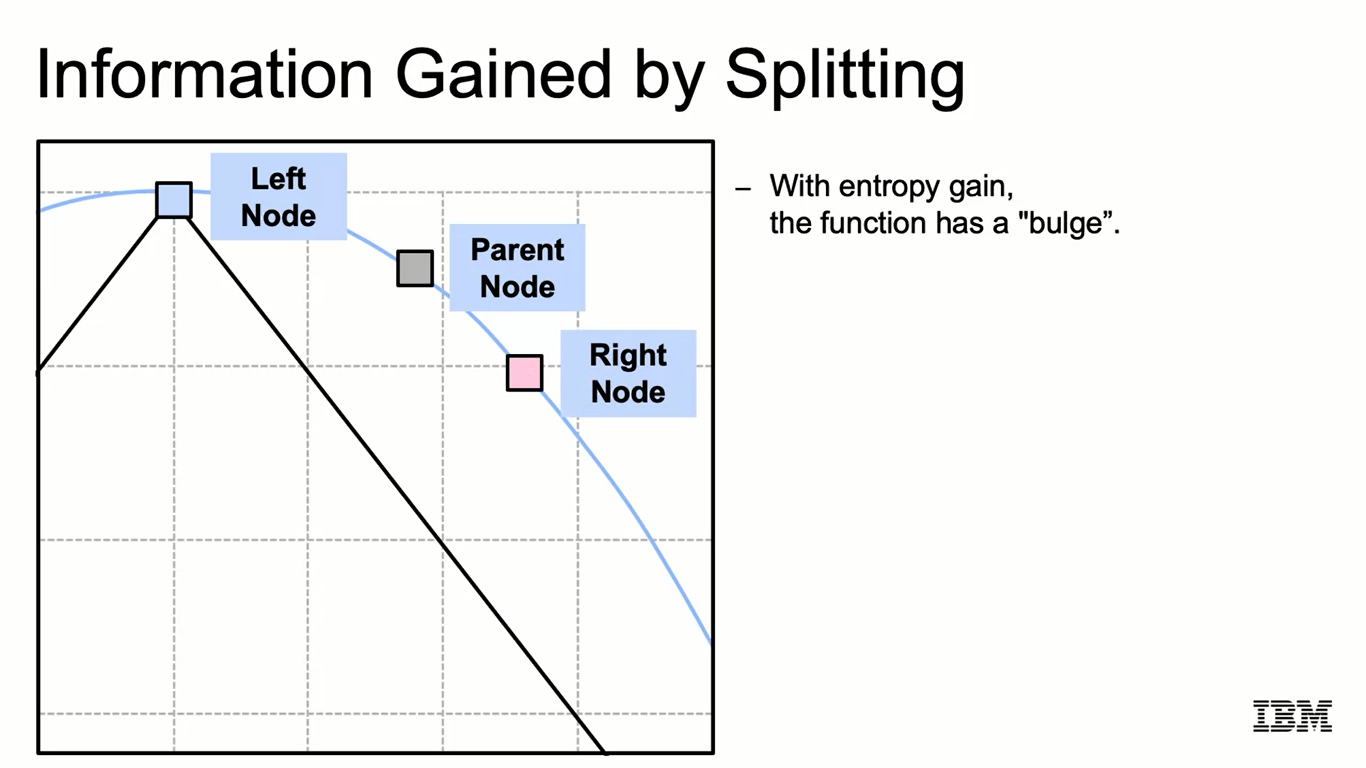 Information Gained by Splitting
Left
Node
Parent
Node
Right
Node
– With entropy gain,
the function has a "bulge”.
IBM